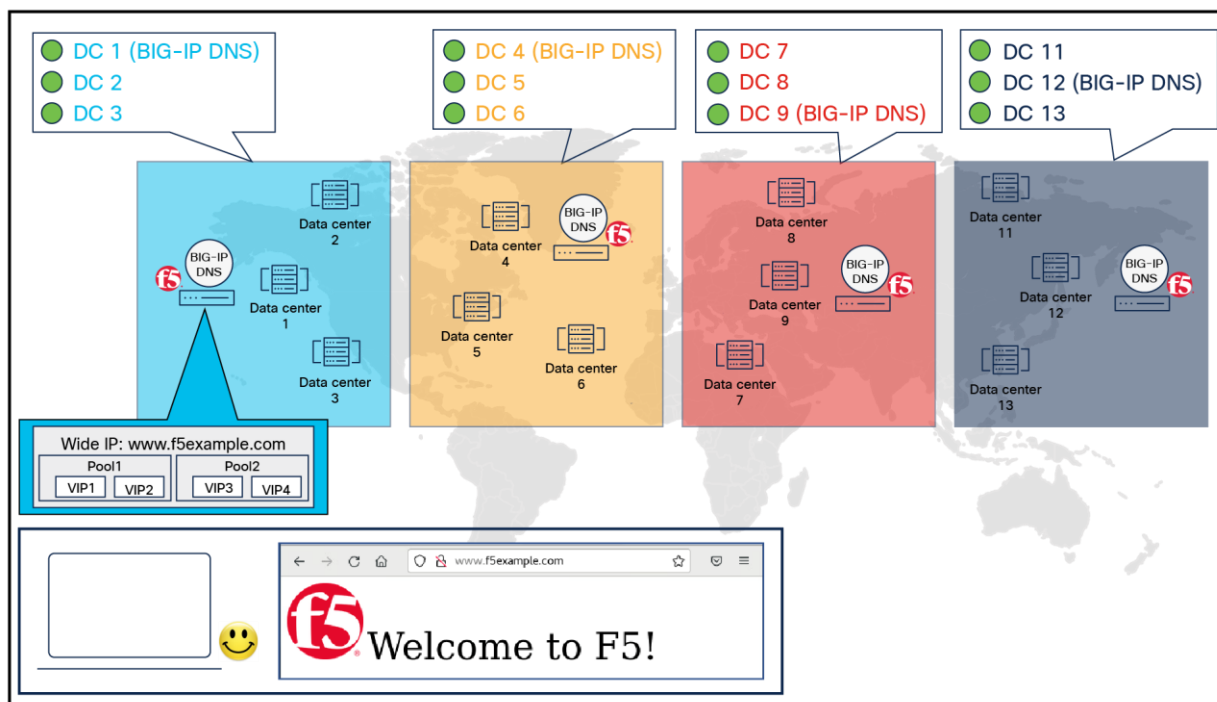 DC 1 (BIG-IP DNS)
DC 2
DC 3
DC 4 (BIG-IP DNS)
DC 5
DC 6
DC 7
DC 8
DC 9 (BIG-IP DNS)
DC 11
DC 12 (BIG-IP DNS)
DC 13
Data center
2
BIG-IP
DNS
f5
Data center
1
Data center
3
BIG-IP
DNS
f5
Data center
4
Data center
5
Data center
6
Data center
8
BIG-IP
DNS
f5
Data center
9
Data center
7
Data center
11
BIG-IP
DNS
f5
Data center
12
Data center
13
Wide IP: www.f5example.com
Pool1
VIP1
VIP2
Pool2
VIP3
VIP4
www.f5example.com
f5
Welcome to F5!